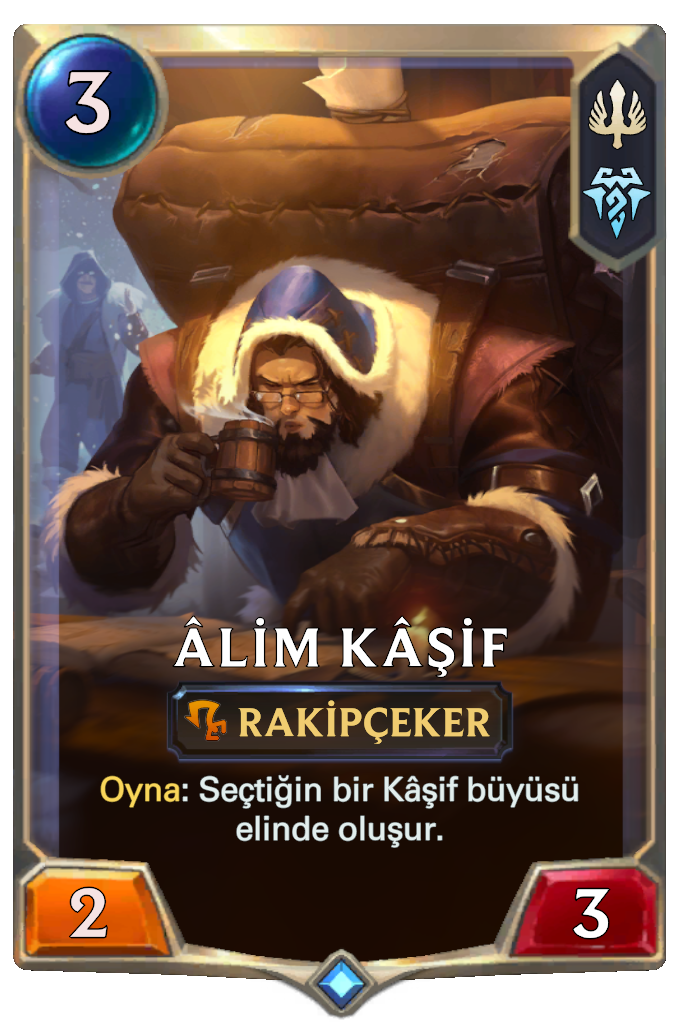 3
ÂLİM KÂŞİF
RAKİPÇEKER
Oyna: Seçtiğin bir Kâşif büyüsü
elinde oluşur.
2
3